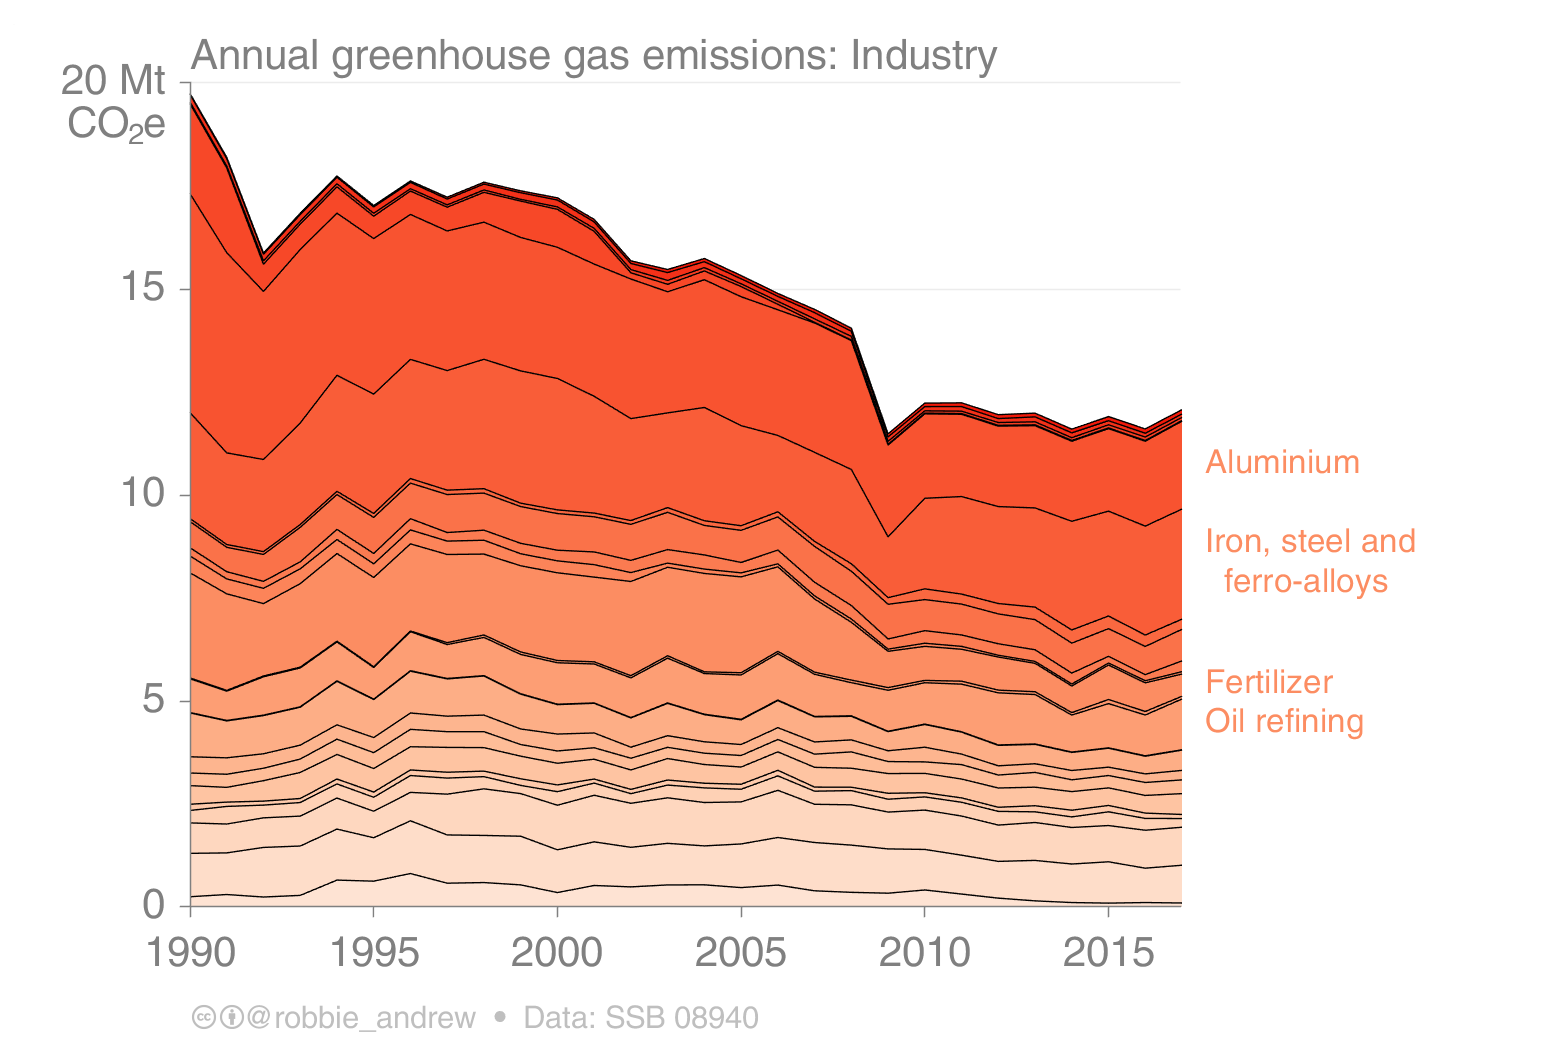 Annual greenhouse gas emissions: Industry
20 Mt
CO₂e
15
10
5
0
1990 1995 2000 2005 2010 2015
Aluminium
Iron, steel and
ferro-alloys
Fertilizer
Oil refining
cc @robbie_andrew • Data: SSB 08940